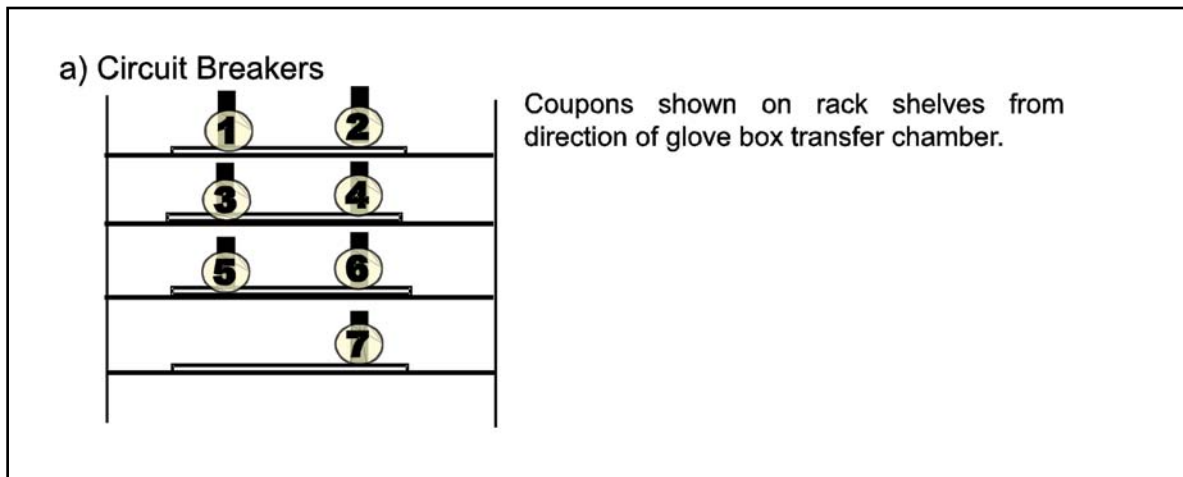 a) Circuit Breakers
Coupons shown on rack shelves from
direction of glove box transfer chamber.
1 2
3 4
5 6
7